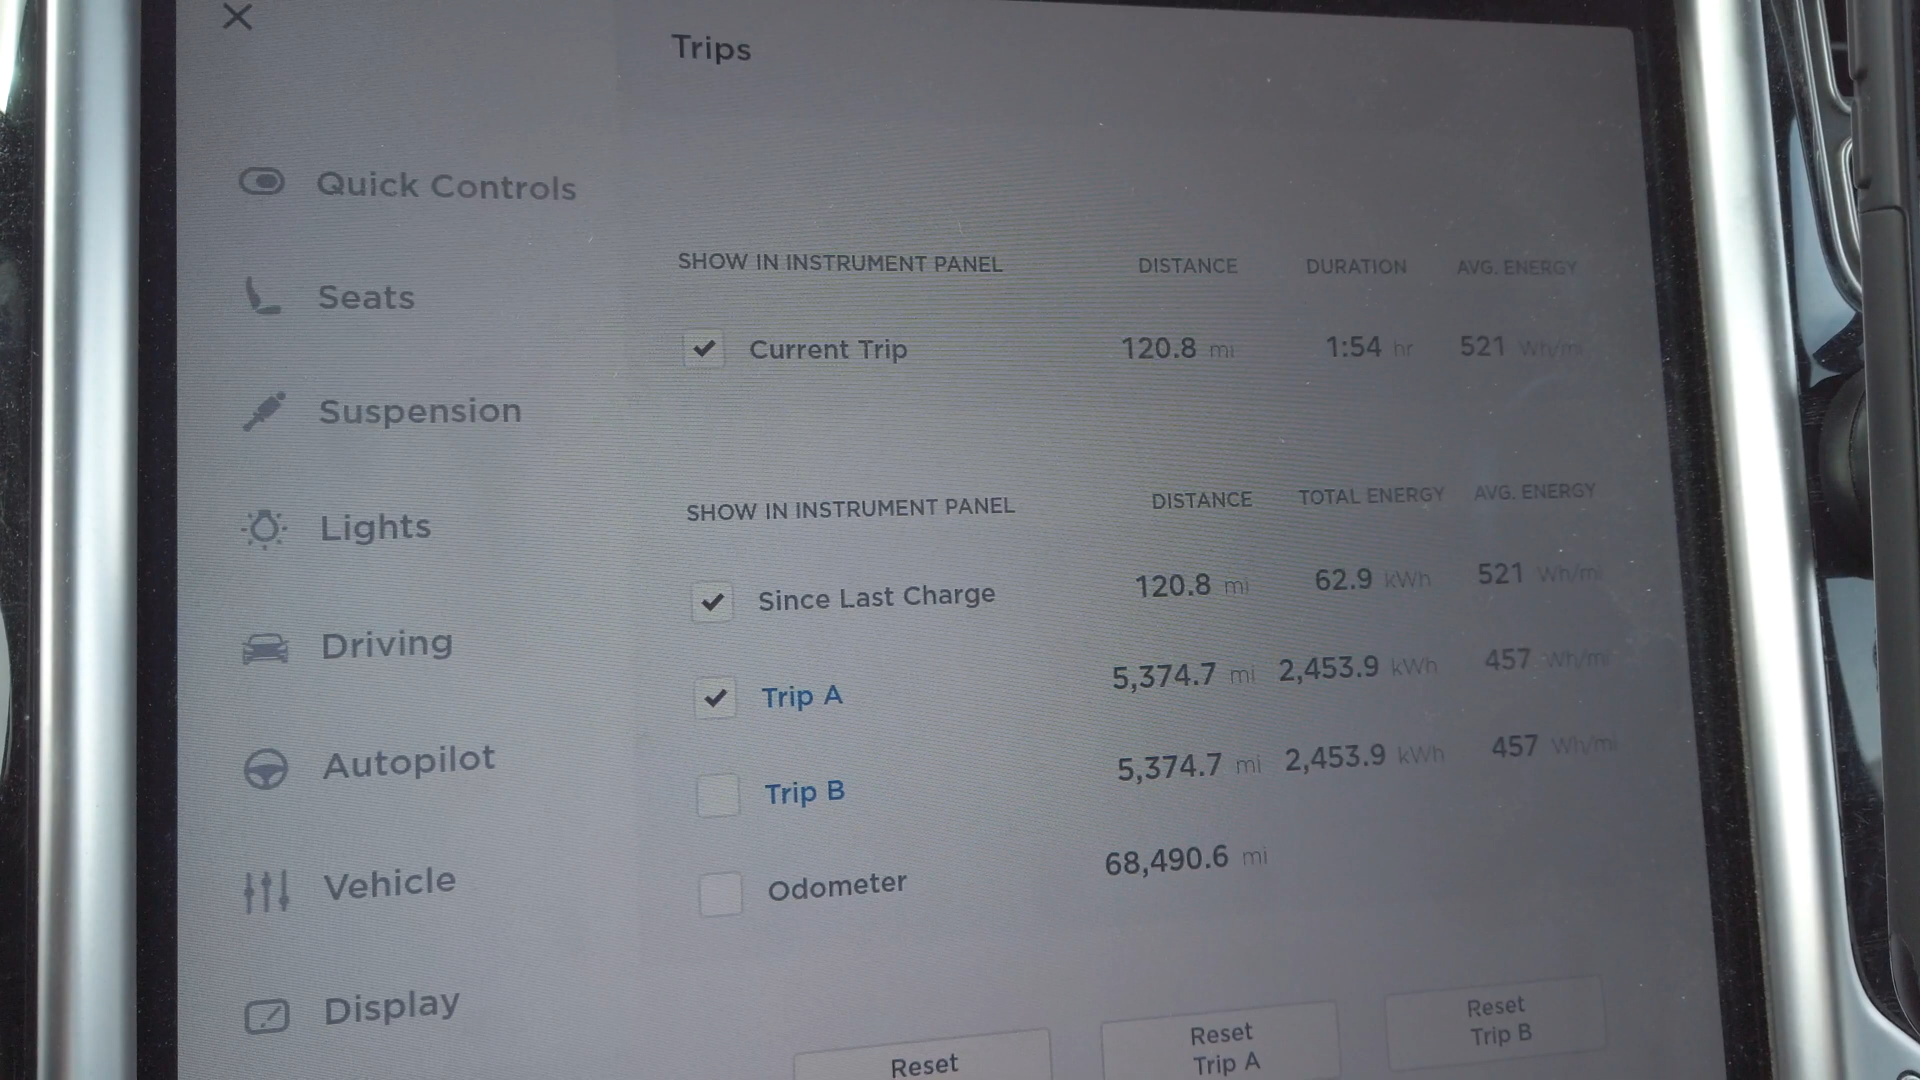 Trips
Quick Controls
Seats
Suspension
Lights
Driving
Autopilot
Vehicle
Display
SHOW IN INSTRUMENT PANEL DISTANCE DURATION AVG. ENERGY
Current Trip 120.8 mi 1:54 hr 521 Wh/mi
SHOW IN INSTRUMENT PANEL DISTANCE TOTAL ENERGY AVG. ENERGY
Since Last Charge 120.8 mi 62.9 kWh 521 Wh/mi
Trip A 5,374.7 mi 2,453.9 kWh 457 Wh/mi
Trip B 5,374.7 mi 2,453.9 kWh 457 Wh/mi
Odometer 68,490.6 mi
Reset
Reset
Trip A
Reset
Trip B